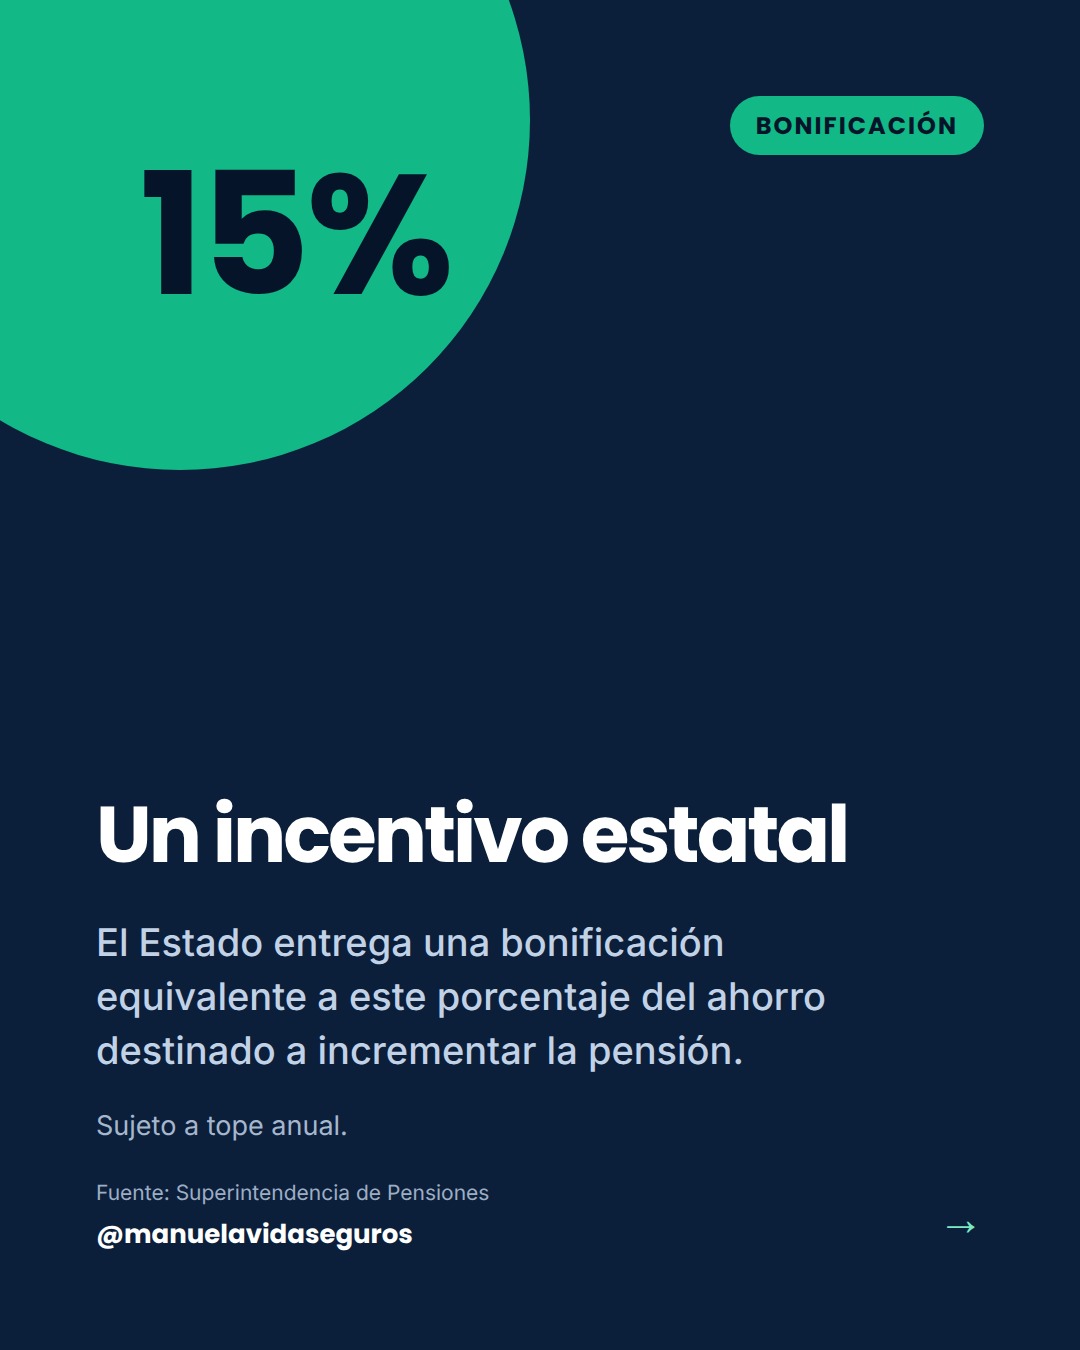 15%
BONIFICACIÓN
Un incentivo estatal
El Estado entrega una bonificación
equivalente a este porcentaje del ahorro
destinado a incrementar la pensión.
Sujeto a tope anual.
Fuente: Superintendencia de Pensiones
@manuelavidaseguros
→